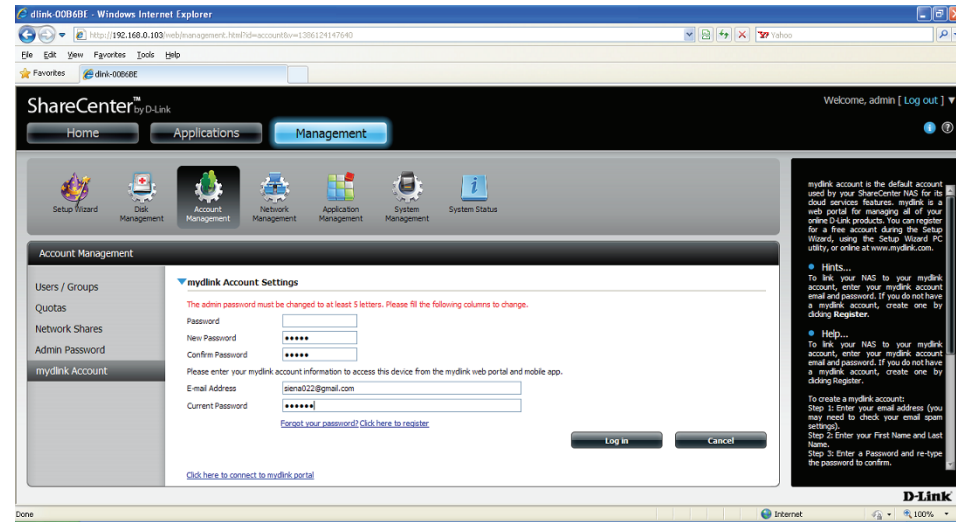 dlink-00B6BE - Windows Internet Explorer
http://192.168.0.103/web/management.html?id=account&v=1386124147640
Yahoo
File Edit View Favorites Tools Help
Favorites dlink-00B6BE
ShareCenter™ by D-Link
Welcome, admin [ Log out ]
Home Applications Management
Setup Wizard
Disk Management
Account Management
Network Management
Application Management
System Management
System Status
Account Management
Users / Groups
Quotas
Network Shares
Admin Password
mydlink Account
mydlink Account Settings
The admin password must be changed to at least 5 letters. Please fill the following columns to change.
Password
New Password •••••
Confirm Password •••••
Please enter your mydlink account information to access this device from the mydlink web portal and mobile app.
E-mail Address siena022@gmail.com
Current Password ••••••
Forgot your password? Click here to register
Log in Cancel
Click here to connect to mydlink portal
mydlink account is the default account
used by your ShareCenter NAS for its
cloud services features. mydlink is a
web portal for managing all of your
online D-Link products. You can register
for a free account during the Setup
Wizard, using the Setup Wizard PC
utility, or online at www.mydlink.com.
Hints...
To link your NAS to your mydlink
account, enter your mydlink account
email and password. If you do not have
a mydlink account, create one by
clicking Register.
Help...
To link your NAS to your mydlink
account, enter your mydlink account
email and password. If you do not have
a mydlink account, create one by
clicking Register.
To create a mydlink account:
Step 1: Enter your email address (you
may need to check your email spam
settings).
Step 2: Enter your First Name and Last
Name.
Step 3: Enter a Password and re-type
the password to confirm.
D-Link
Done Internet 100%